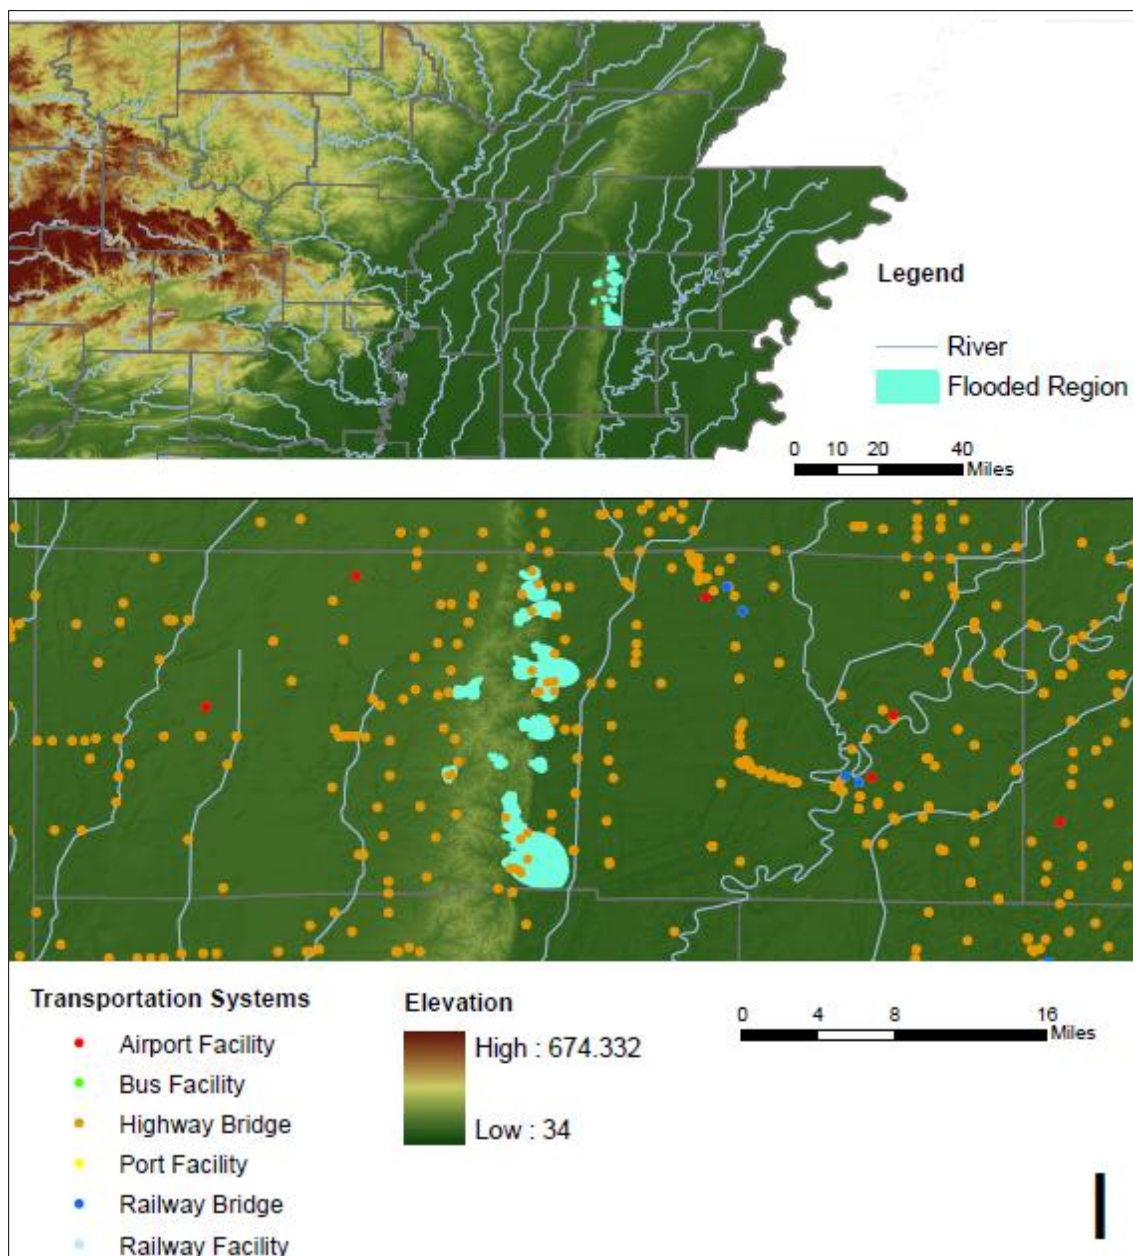 Legend
River
Flooded Region
0 10 20 40
Miles
Transportation Systems
Airport Facility
Bus Facility
Highway Bridge
Port Facility
Railway Bridge
Railway Facility
Elevation
High : 674.332
Low : 34
0 4 8 16
Miles